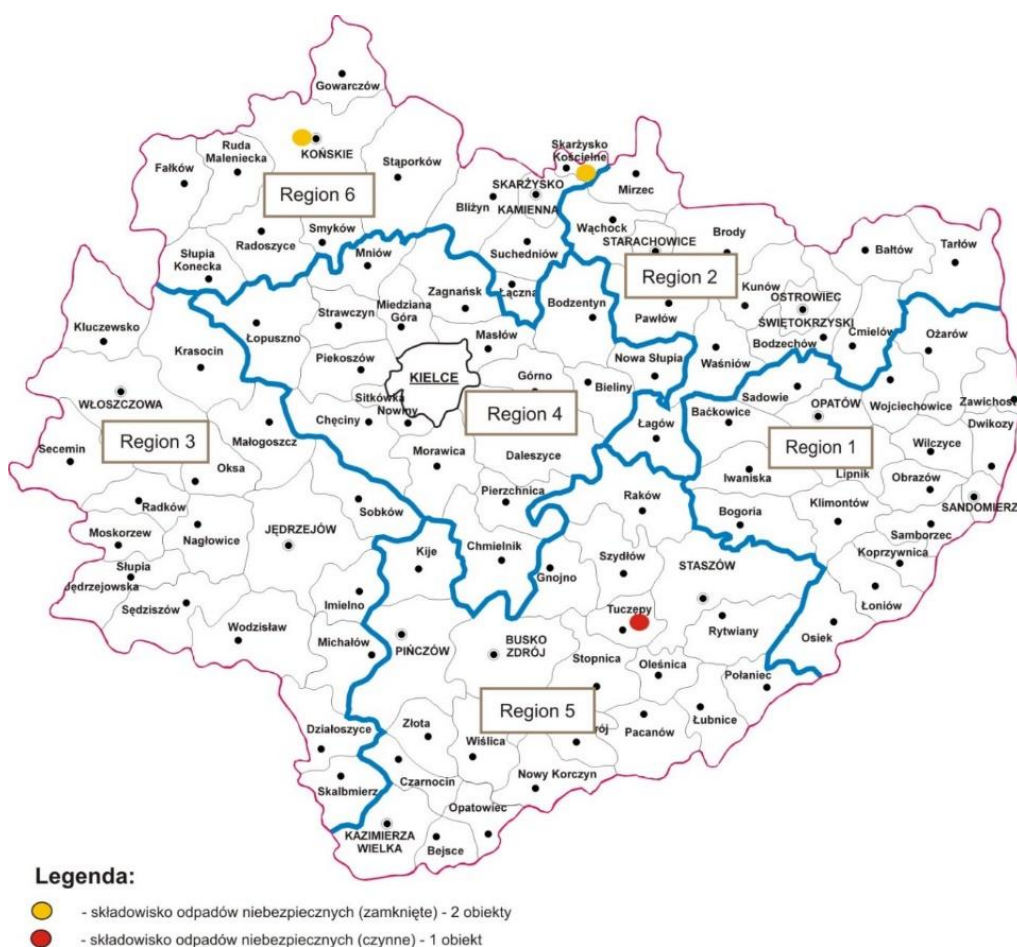 Gowarczów
KOŃSKIE
Ruda
Maleniecka
Stąporków
Fałków
Skarżysko
Kościelne
Mirzec
SKARŻYSKO
KAMIENNA
Bliżyn
Region 6
Wąchock
STARACHOWICE
Brody
Radoszyce
Smyków
Mniów
Suchedniów
Słupia
Konecka
Bałtów
Tarłów
Region 2
Łączna
Zagnańsk
Bodzentyn
Kunów
OSTROWIEC
ŚWIĘTOKRZYSKI
Pawłów
Bodzechów
Ćmielów
Ożarów
Kluczewsko
Krasocin
Łopuszno
Strawczyn
Miedziana
Góra
Masłów
Piekoszów
KIELCE
Górno
Nowa Słupia
Bieliny
Waśniów
Sadowie
OPATÓW
Wojciechowice
Zawichos
Dwikozy
WŁOSZCZOWA
Sitkówka
Nowiny
Chęciny
Region 4
Łagów
Baćkowice
Region 1
Wilczyce
Region 3
Małogoszcz
Secemin
Oksa
Morawica
Daleszyce
Iwaniska
Lipnik
Obrazów
SANDOMIERZ
Radków
Pierzchnica
Raków
Klimontów
Samborzec
Moskorzew
Nagłowice
JĘDRZEJÓW
Sobków
Bogoria
Koprzywnica
Słupia
Jędrzejowska
Kije
Chmielnik
Gnojno
Szydłów
STASZÓW
Łoniów
Sędziszów
Imielno
Tuczępy
Rytwiany
Osiek
Wodzisław
Michałów
PIŃCZÓW
BUSKO
ZDRÓJ
Stopnica
Oleśnica
Połaniec
Region 5
Łubnice
Działoszyce
Złota
Wiślica
rój
Pacanów
Skalbmierz
Czarnocin
Nowy Korczyn
Opatowiec
KAZIMIERZA
WIELKA
Bejsce
Legenda:
- składowisko odpadów niebezpiecznych (zamknięte) - 2 obiekty
- składowisko odpadów niebezpiecznych (czynne) - 1 obiekt